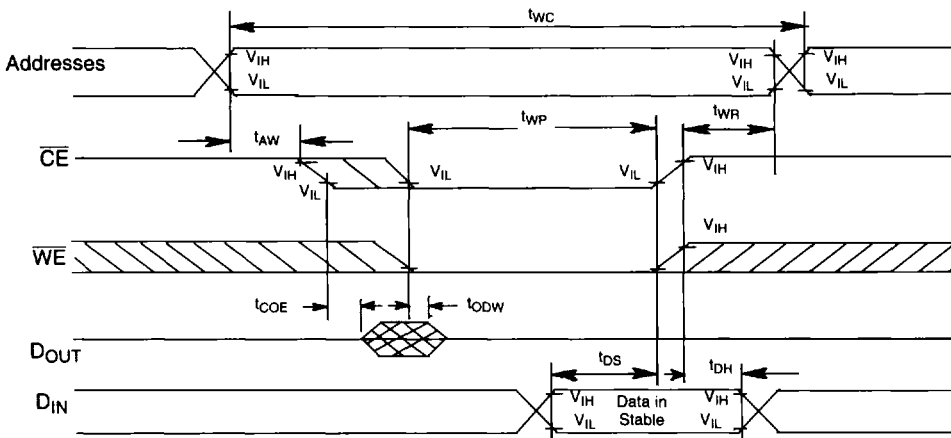 tWC
Addresses
VIH
VIH
VIH
VIL
VIL
VIL
tAW
tWP
tWR
CE
VIH
VIL
VIL
VIL
VIH
WE
VIH
tCOE
tODW
DOUT
tDS
tDH
DIN
VIH
Data in
Stable
VIH
VIL
VIL